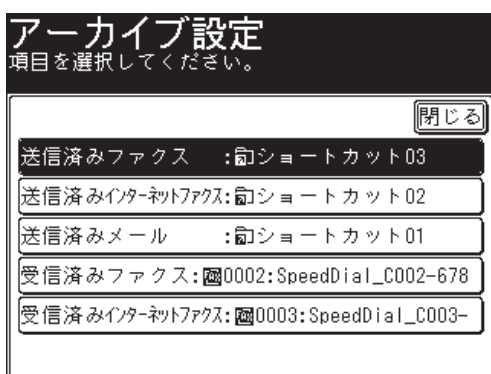 アーカイブ設定
項目を選択してください。
閉じる
送信済みファクス　:ショートカット03
送信済みｲﾝﾀｰﾈｯﾄﾌｧｸｽ:ショートカット02
送信済みメール　:ショートカット01
受信済みファクス:0002:SpeedDial_C002-678
受信済みｲﾝﾀｰﾈｯﾄﾌｧｸｽ:0003:SpeedDial_C003-